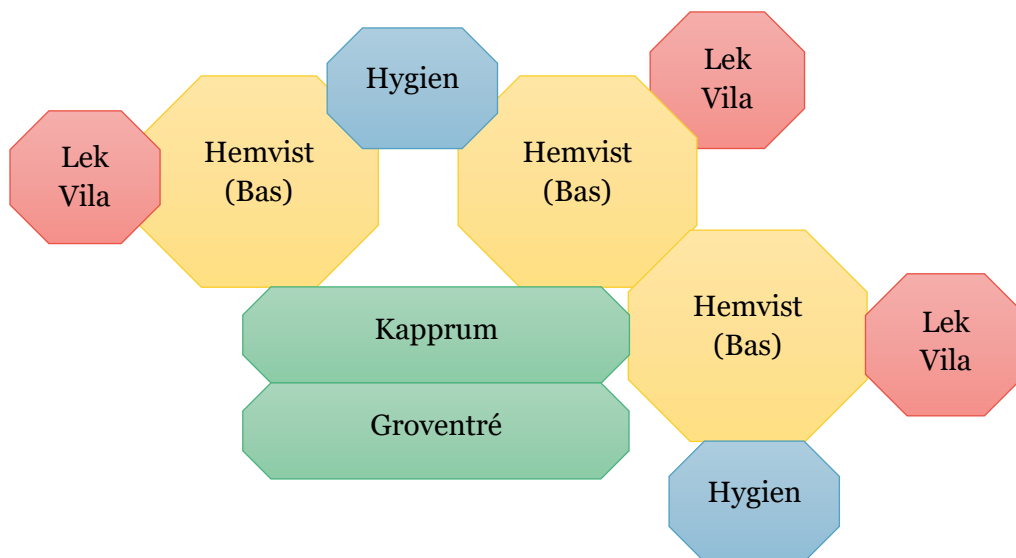 Hygien
Lek
Vila
Hemvist
(Bas)
Hemvist
(Bas)
Lek
Vila
Kapprum
Hemvist
(Bas)
Lek
Vila
Groventré
Hygien